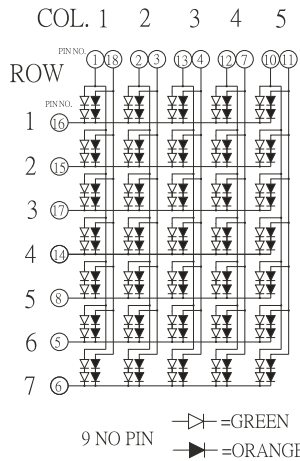 COL. 1 2 3 4 5
PIN NO. 1 18 2 3 13 4 12 7 10 11
ROW
PIN NO.
1 16
2 15
3 17
4 14
5 8
6 5
7 6
=GREEN
9 NO PIN
=ORANGE